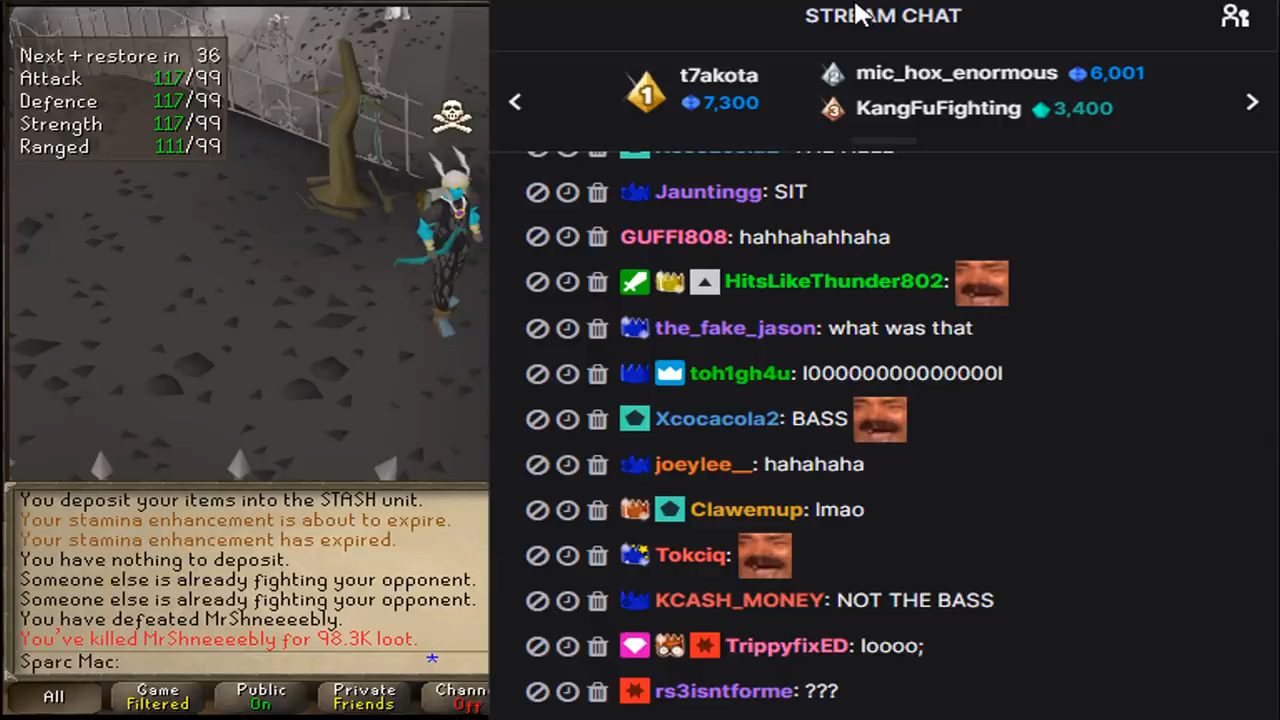 Next + restore in 36
Attack 117/99
Defence 117/99
Strength 117/99
Ranged 111/99
You deposit your items into the STASH unit.
Your stamina enhancement is about to expire.
Your stamina enhancement has expired.
You have nothing to deposit.
Someone else is already fighting your opponent.
Someone else is already fighting your opponent.
You have defeated MrShneeeebly.
You've killed MrShneeeebly for 98.3K loot.
Sparc Mac: *
All
Game Filtered
Public On
Private Friends
Chann Off
STREAM CHAT
1 t7akota 7,300
2 mic_hox_enormous 6,001
3 KangFuFighting 3,400
Jauntingg: SIT
GUFFI808: hahhahahhaha
HitsLikeThunder802:
the_fake_jason: what was that
toh1gh4u: l00000000000000l
Xcocacola2: BASS
joeylee__: hahahaha
Clawemup: lmao
Tokciq:
KCASH_MONEY: NOT THE BASS
TrippyfixED: loooo;
rs3isntforme: ???